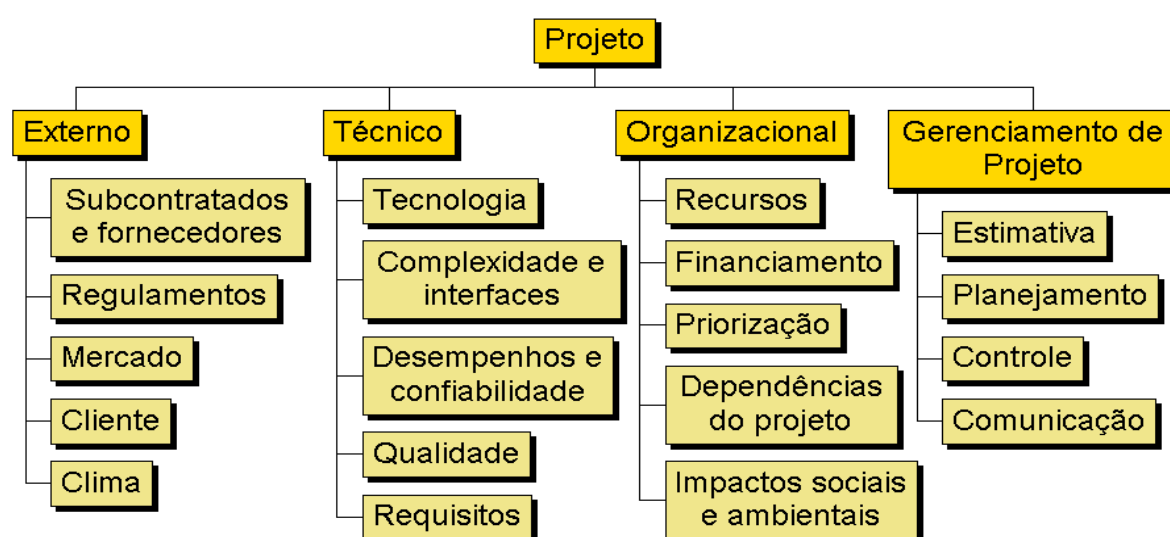 Projeto
Externo
Subcontratados
e fornecedores
Regulamentos
Mercado
Cliente
Clima
Técnico
Tecnologia
Complexidade e
interfaces
Desempenhos e
confiabilidade
Qualidade
Requisitos
Organizacional
Recursos
Financiamento
Priorização
Dependências
do projeto
Impactos sociais
e ambientais
Gerenciamento de
Projeto
Estimativa
Planejamento
Controle
Comunicação